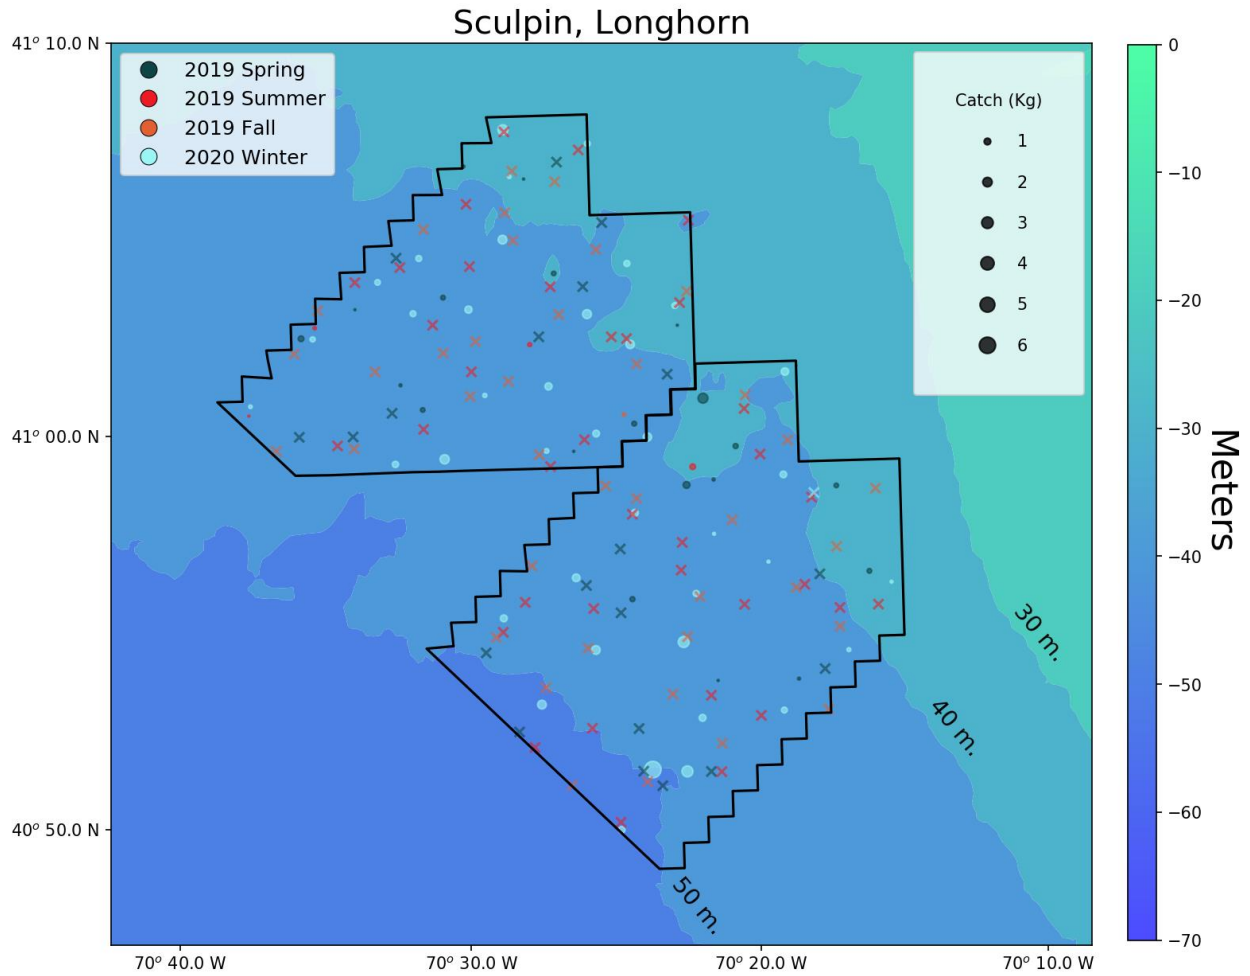 Sculpin, Longhorn
41° 10.0 N
41° 00.0 N
40° 50.0 N
2019 Spring
2019 Summer
2019 Fall
2020 Winter
Catch (Kg)
1
2
3
4
5
6
30 m.
40 m.
50 m.
70° 40.0 W
70° 30.0 W
70° 20.0 W
70° 10.0 W
0
−10
−20
−30
−40
−50
−60
−70
Meters